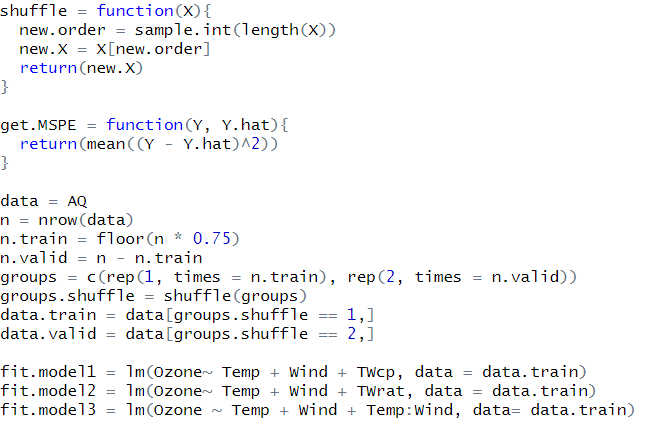 shuffle = function(X){
  new.order = sample.int(length(X))
  new.X = X[new.order]
  return(new.X)
}

get.MSPE = function(Y, Y.hat){
  return(mean((Y - Y.hat)^2))
}

data = AQ
n = nrow(data)
n.train = floor(n * 0.75)
n.valid = n - n.train
groups = c(rep(1, times = n.train), rep(2, times = n.valid))
groups.shuffle = shuffle(groups)
data.train = data[groups.shuffle == 1,]
data.valid = data[groups.shuffle == 2,]

fit.model1 = lm(Ozone~ Temp + Wind + TWcp, data = data.train)
fit.model2 = lm(Ozone~ Temp + Wind + TWrat, data = data.train)
fit.model3 = lm(Ozone ~ Temp + Wind + Temp:Wind, data= data.train)